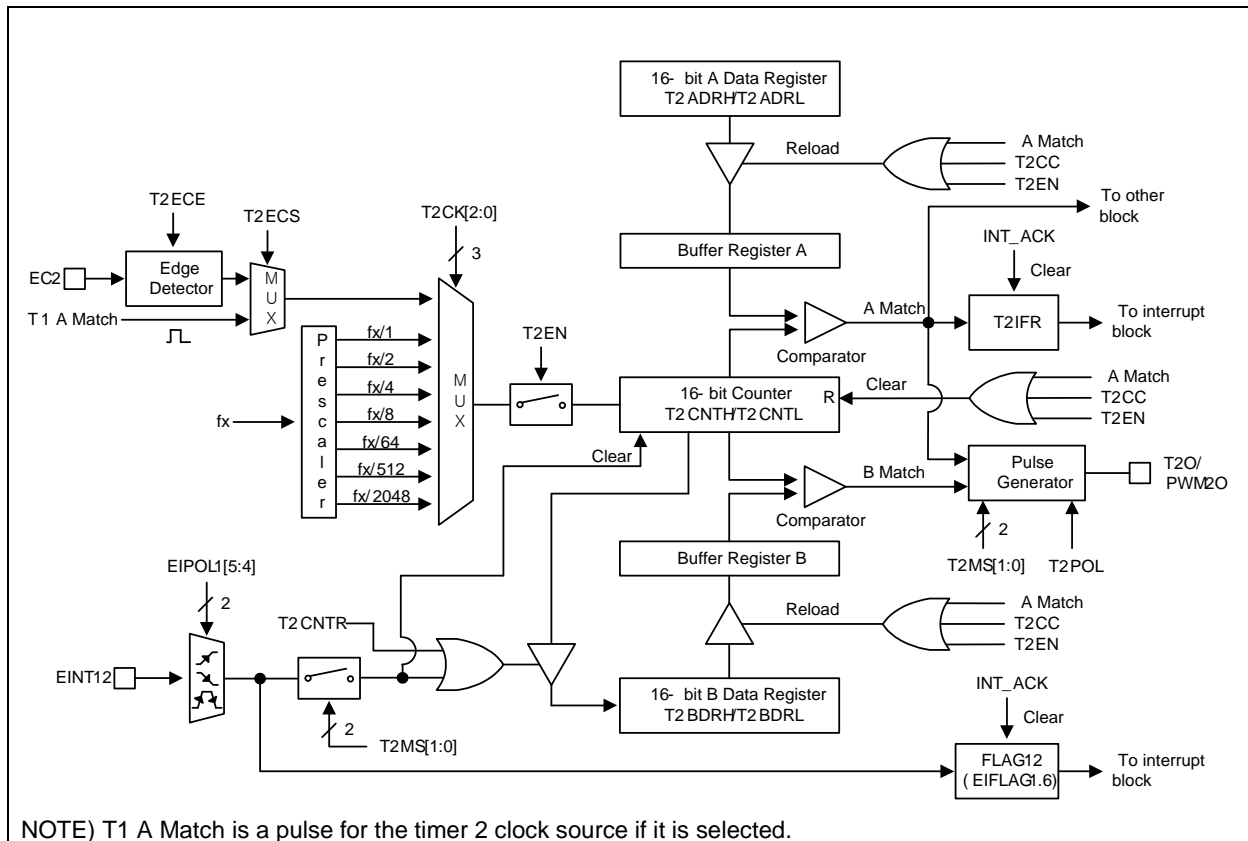 16- bit A Data Register
T2ADRH/T2ADRL
Reload
A Match
T2CC
T2EN
To other
block
T2ECE
T2ECS
T2CK[2:0]
3
Buffer Register A
INT_ACK
Clear
EC2
Edge
Detector
MUX
T1 A Match
A Match
T2IFR
To interrupt
block
Comparator
fx
Prescaler
fx/1
fx/2
fx/4
fx/8
fx/64
fx/512
fx/2048
MUX
T2EN
16- bit Counter
T2CNTH/T2CNTL
R
Clear
A Match
T2CC
T2EN
Clear
B Match
Comparator
Pulse
Generator
T2O/
PWM2O
2
T2MS[1:0]
T2POL
Buffer Register B
EIPOL1[5:4]
2
T2CNTR
Reload
A Match
T2CC
T2EN
EINT12
2
T2MS[1:0]
16- bit B Data Register
T2BDRH/T2BDRL
INT_ACK
Clear
FLAG12
( EIFLAG1.6)
To interrupt
block
NOTE) T1 A Match is a pulse for the timer 2 clock source if it is selected.